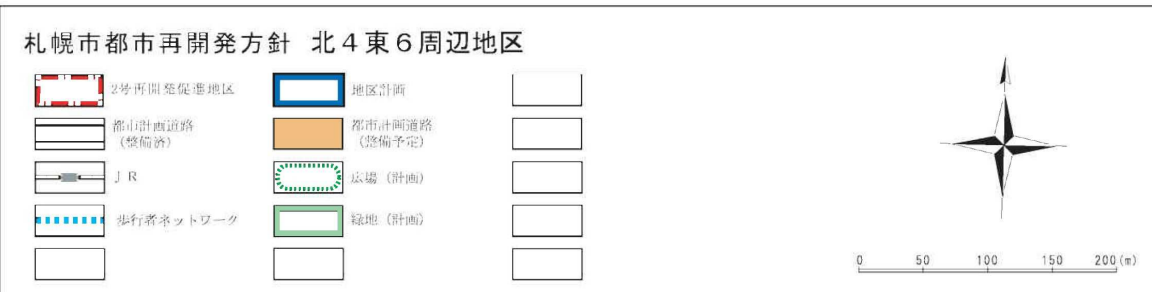 札幌市都市再開発方針 北４東６周辺地区
2号再開発促進地区
地区計画
都市計画道路
(整備済)
都市計画道路
(整備予定)
ＪＲ
広場（計画）
歩行者ネットワーク
緑地（計画）
0 50 100 150 200(m)